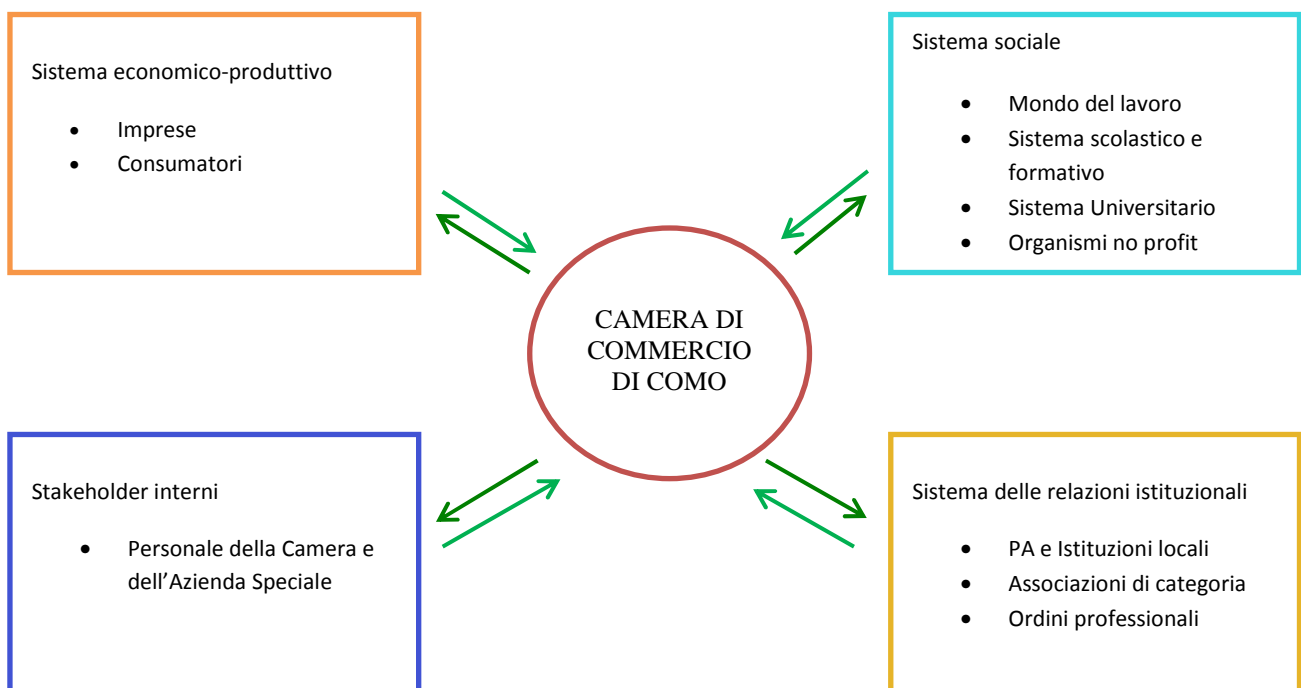 Sistema economico-produttivo
• Imprese
• Consumatori
Sistema sociale
• Mondo del lavoro
• Sistema scolastico e
formativo
• Sistema Universitario
• Organismi no profit
CAMERA DI
COMMERCIO
DI COMO
Stakeholder interni
• Personale della Camera e
dell’Azienda Speciale
Sistema delle relazioni istituzionali
• PA e Istituzioni locali
• Associazioni di categoria
• Ordini professionali